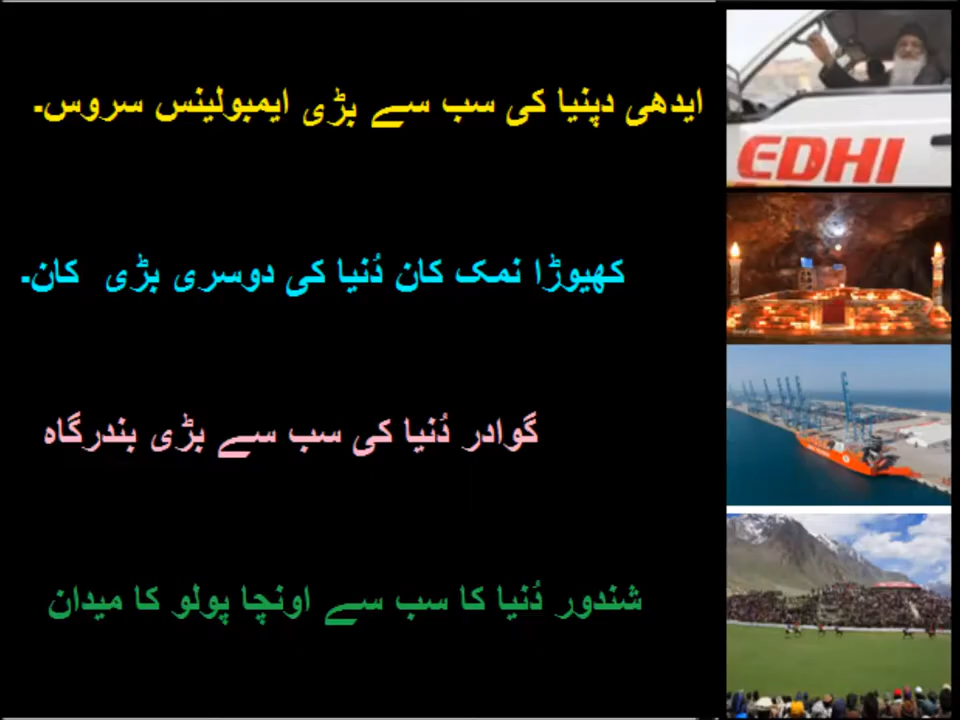 ایدھی دپنیا کی سب سے بڑی ایمبولینس سروس۔
EDHI
کھیوڑا نمک کان دُنیا کی دوسری بڑی کان۔
گوادر دُنیا کی سب سے بڑی بندرگاہ
شندور دُنیا کا سب سے اونچا پولو کا میدان